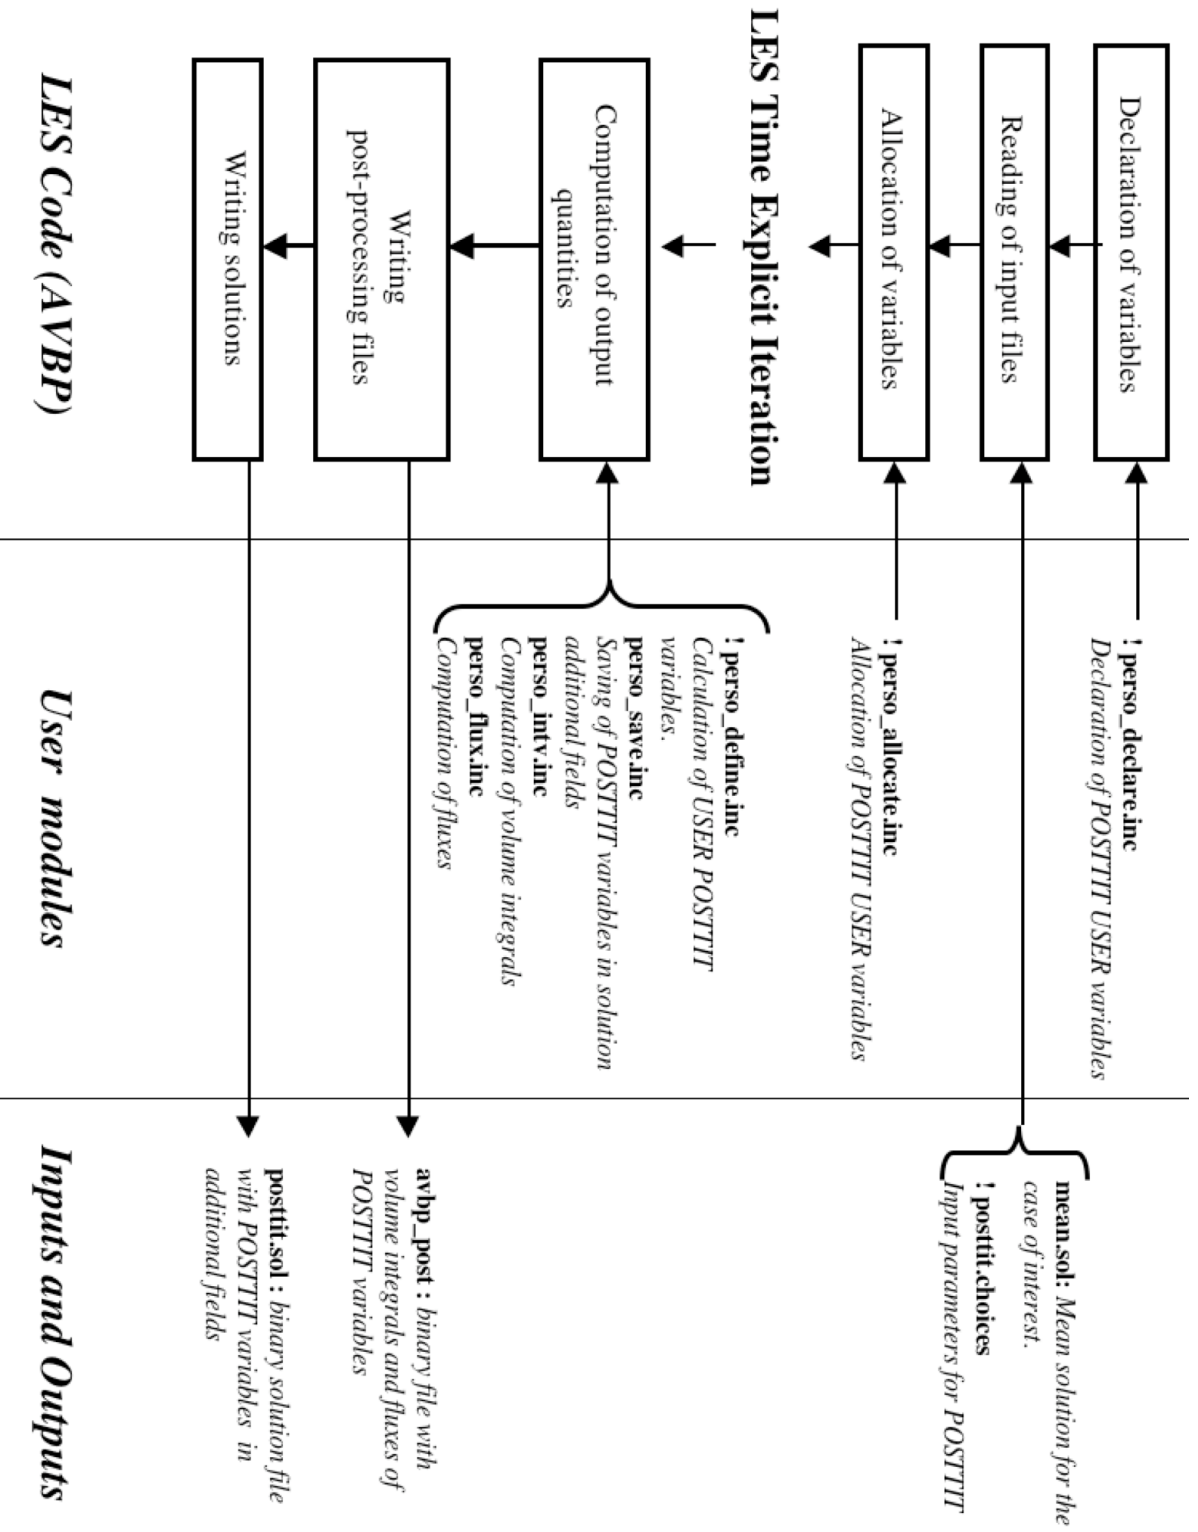 Declaration of variables
Reading of input files
Allocation of variables
LES Time Explicit Iteration
Computation of output
quantities
Writing
post-processing files
Writing solutions
LES Code (AVBP)
! perso_declare.inc
Declaration of POSTTIT USER variables
! perso_allocate.inc
Allocation of POSTTIT USER variables
! perso_define.inc
Calculation of USER POSTTIT
variables.
perso_save.inc
Saving of POSTTIT variables in solution
additional fields
perso_intv.inc
Computation of volume integrals
perso_flux.inc
Computation of fluxes
User modules
mean.sol: Mean solution for the
case of interest.
! posttit.choices
Input parameters for POSTTIT
avbp_post : binary file with
volume integrals and fluxes of
POSTTIT variables
posttit.sol : binary solution file
with POSTTIT variables in
additional fields
Inputs and Outputs